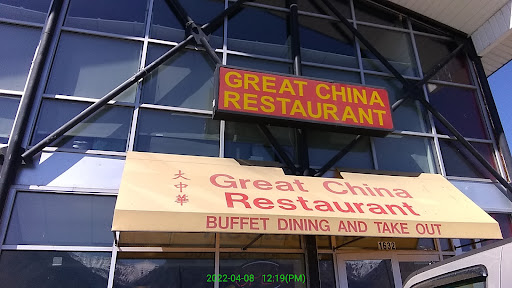 GREAT CHINA
RESTAURANT
大中華
Great China
Restaurant
BUFFET DINING AND TAKE OUT
1632
2022-04-08 12:19(PM)